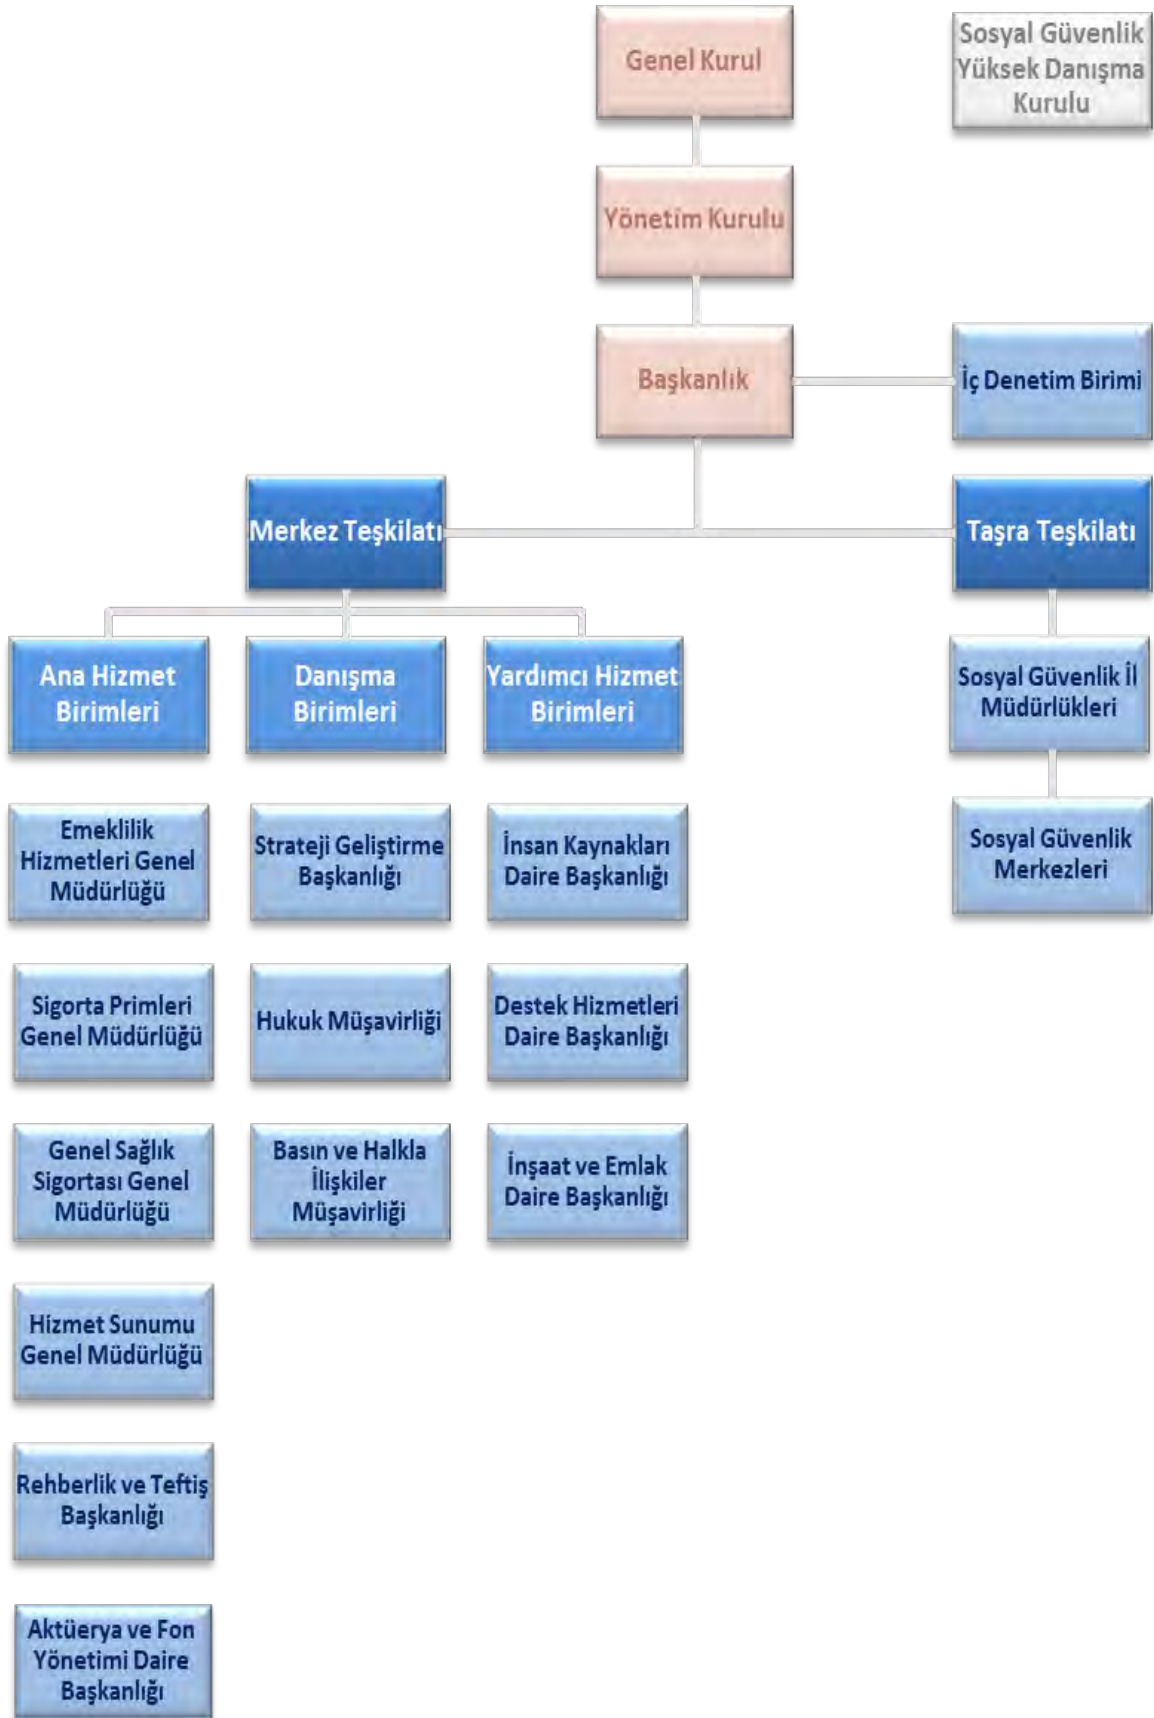 Genel Kurul
Sosyal Güvenlik
Yüksek Danışma
Kurulu
Yönetim Kurulu
Başkanlık
İç Denetim Birimi
Merkez Teşkilatı
Taşra Teşkilatı
Ana Hizmet
Birimleri
Danışma
Birimleri
Yardımcı Hizmet
Birimleri
Sosyal Güvenlik İl
Müdürlükleri
Emeklilik
Hizmetleri Genel
Müdürlüğü
Strateji Geliştirme
Başkanlığı
İnsan Kaynakları
Daire Başkanlığı
Sosyal Güvenlik
Merkezleri
Sigorta Primleri
Genel Müdürlüğü
Hukuk Müşavirliği
Destek Hizmetleri
Daire Başkanlığı
Genel Sağlık
Sigortası Genel
Müdürlüğü
Basın ve Halkla
İlişkiler
Müşavirliği
İnşaat ve Emlak
Daire Başkanlığı
Hizmet Sunumu
Genel Müdürlüğü
Rehberlik ve Teftiş
Başkanlığı
Aktüerya ve Fon
Yönetimi Daire
Başkanlığı